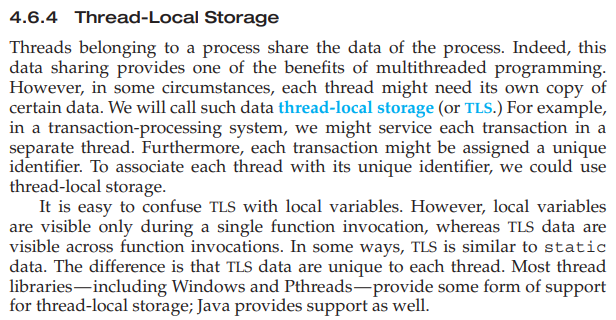 4.6.4 Thread-Local Storage
Threads belonging to a process share the data of the process. Indeed, this
data sharing provides one of the benefits of multithreaded programming.
However, in some circumstances, each thread might need its own copy of
certain data. We will call such data thread-local storage (or TLS.) For example,
in a transaction-processing system, we might service each transaction in a
separate thread. Furthermore, each transaction might be assigned a unique
identifier. To associate each thread with its unique identifier, we could use
thread-local storage.
It is easy to confuse TLS with local variables. However, local variables
are visible only during a single function invocation, whereas TLS data are
visible across function invocations. In some ways, TLS is similar to static
data. The difference is that TLS data are unique to each thread. Most thread
libraries—including Windows and Pthreads—provide some form of support
for thread-local storage; Java provides support as well.